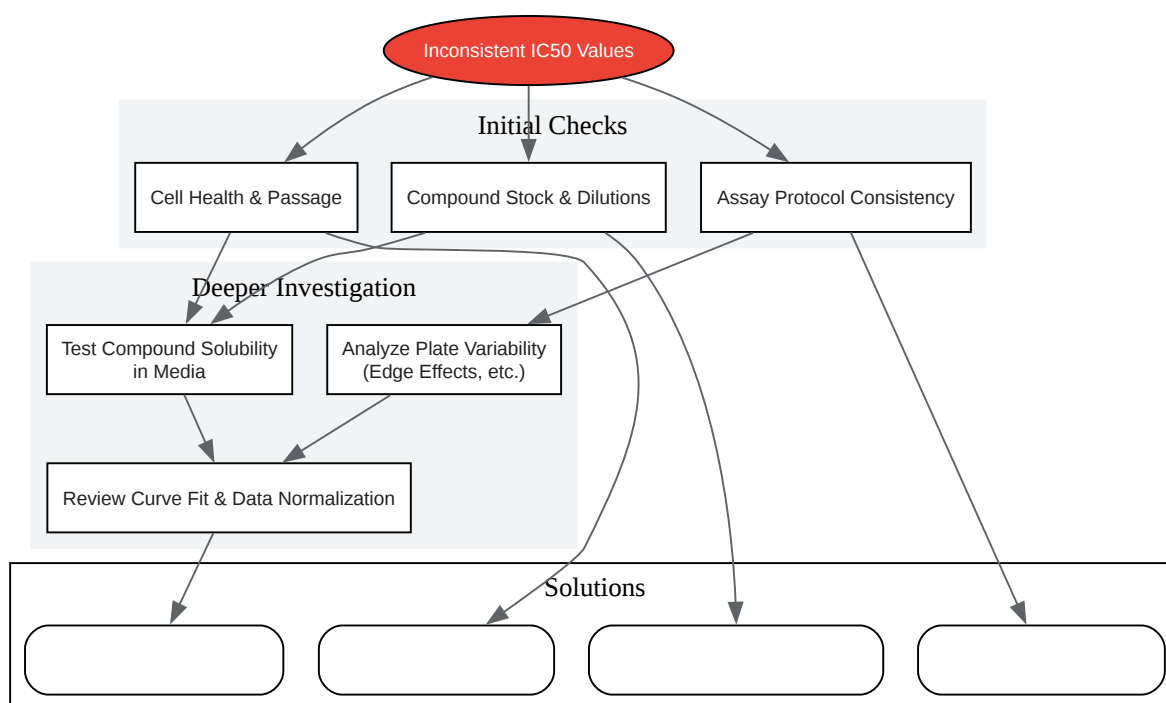 Inconsistent IC50 Values
Initial Checks
Cell Health & Passage
Compound Stock & Dilutions
Assay Protocol Consistency
Deeper Investigation
Test Compound Solubility
in Media
Analyze Plate Variability
(Edge Effects, etc.)
Review Curve Fit & Data Normalization
Solutions